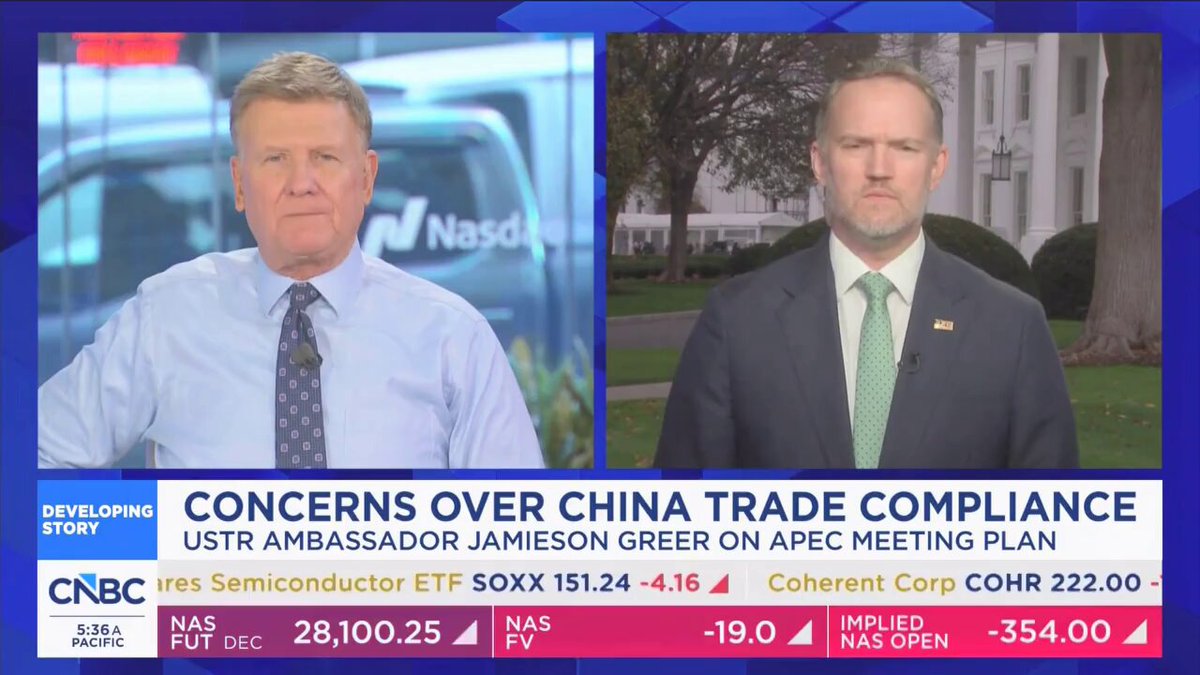 Nasda
DEVELOPING
STORY
CONCERNS OVER CHINA TRADE COMPLIANCE
USTR AMBASSADOR JAMIESON GREER ON APEC MEETING PLAN
CNBC
ares Semiconductor ETF SOXX 151.24 -4.16 Coherent Corp COHR 222.00 -
5:36A
PACIFIC
NAS
FUT DEC 28,100.25
NAS
FV -19.0
IMPLIED
NAS OPEN -354.00